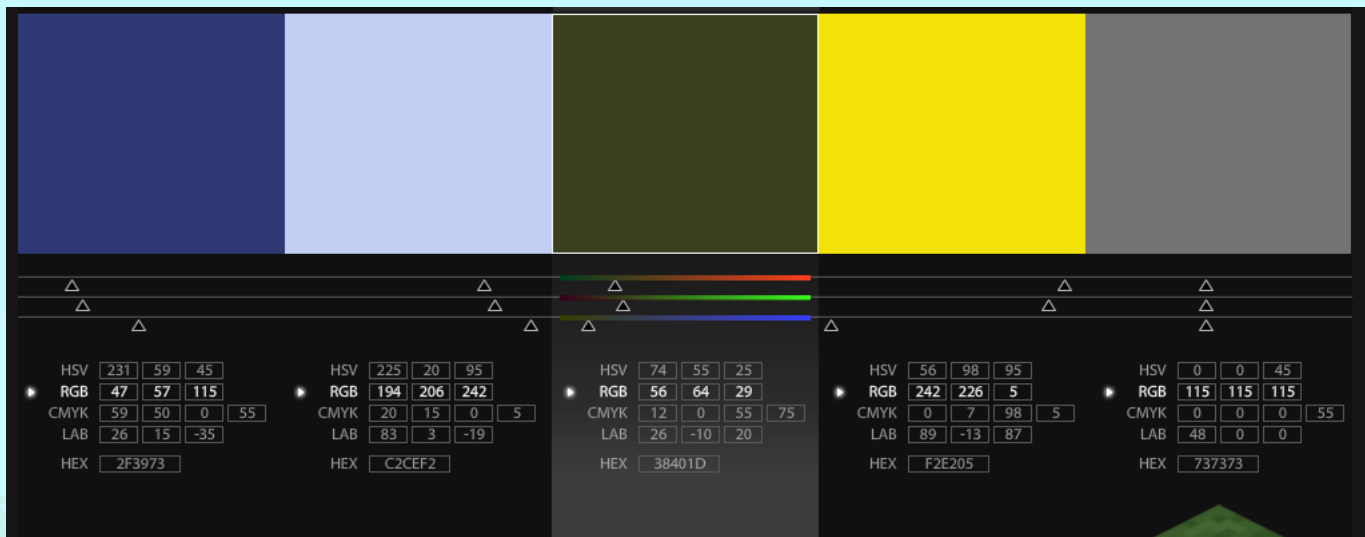 HSV 231 59 45 HSV 225 20 95 HSV 74 55 25 HSV 56 98 95 HSV 0 0 45
RGB 47 57 115 RGB 194 206 242 RGB 56 64 29 RGB 242 226 5 RGB 115 115 115
CMYK 59 50 0 55 CMYK 20 15 0 5 CMYK 12 0 55 75 CMYK 0 7 98 5 CMYK 0 0 0 55
LAB 26 15 -35 LAB 83 3 -19 LAB 26 -10 20 LAB 89 -13 87 LAB 48 0 0
HEX 2F3973 HEX C2CEF2 HEX 38401D HEX F2E205 HEX 737373